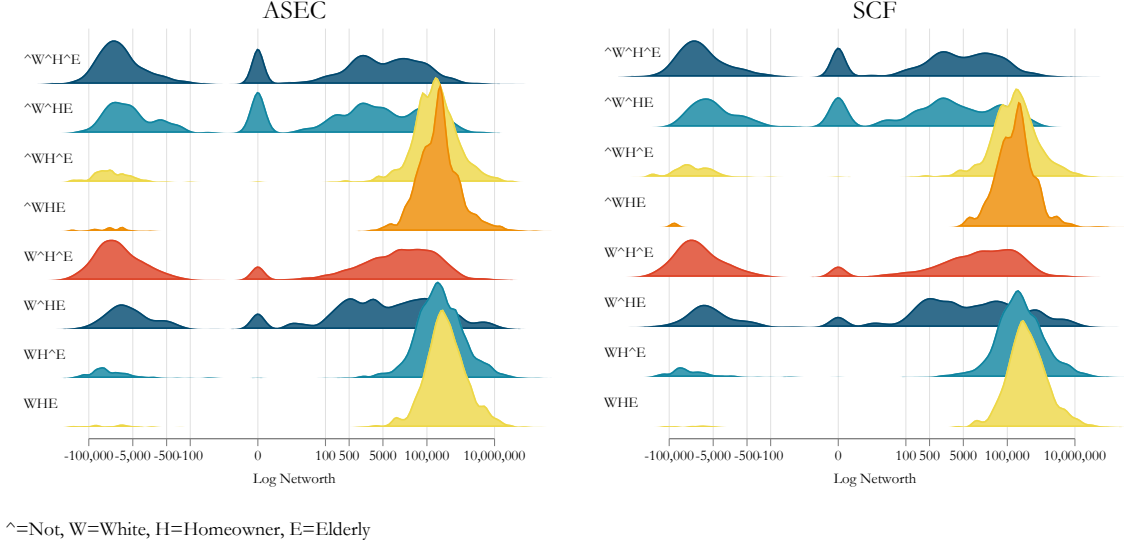 ASEC
^W^H^E
^W^HE
^WH^E
^WHE
W^H^E
W^HE
WH^E
WHE
-100,000 -5,000 -500 -100 0 100 500 5000 100,000 10,000,000
Log Networth
SCF
^W^H^E
^W^HE
^WH^E
^WHE
W^H^E
W^HE
WH^E
WHE
-100,000 -5,000 -500 -100 0 100 500 5000 100,000 10,000,000
Log Networth
^=Not, W=White, H=Homeowner, E=Elderly